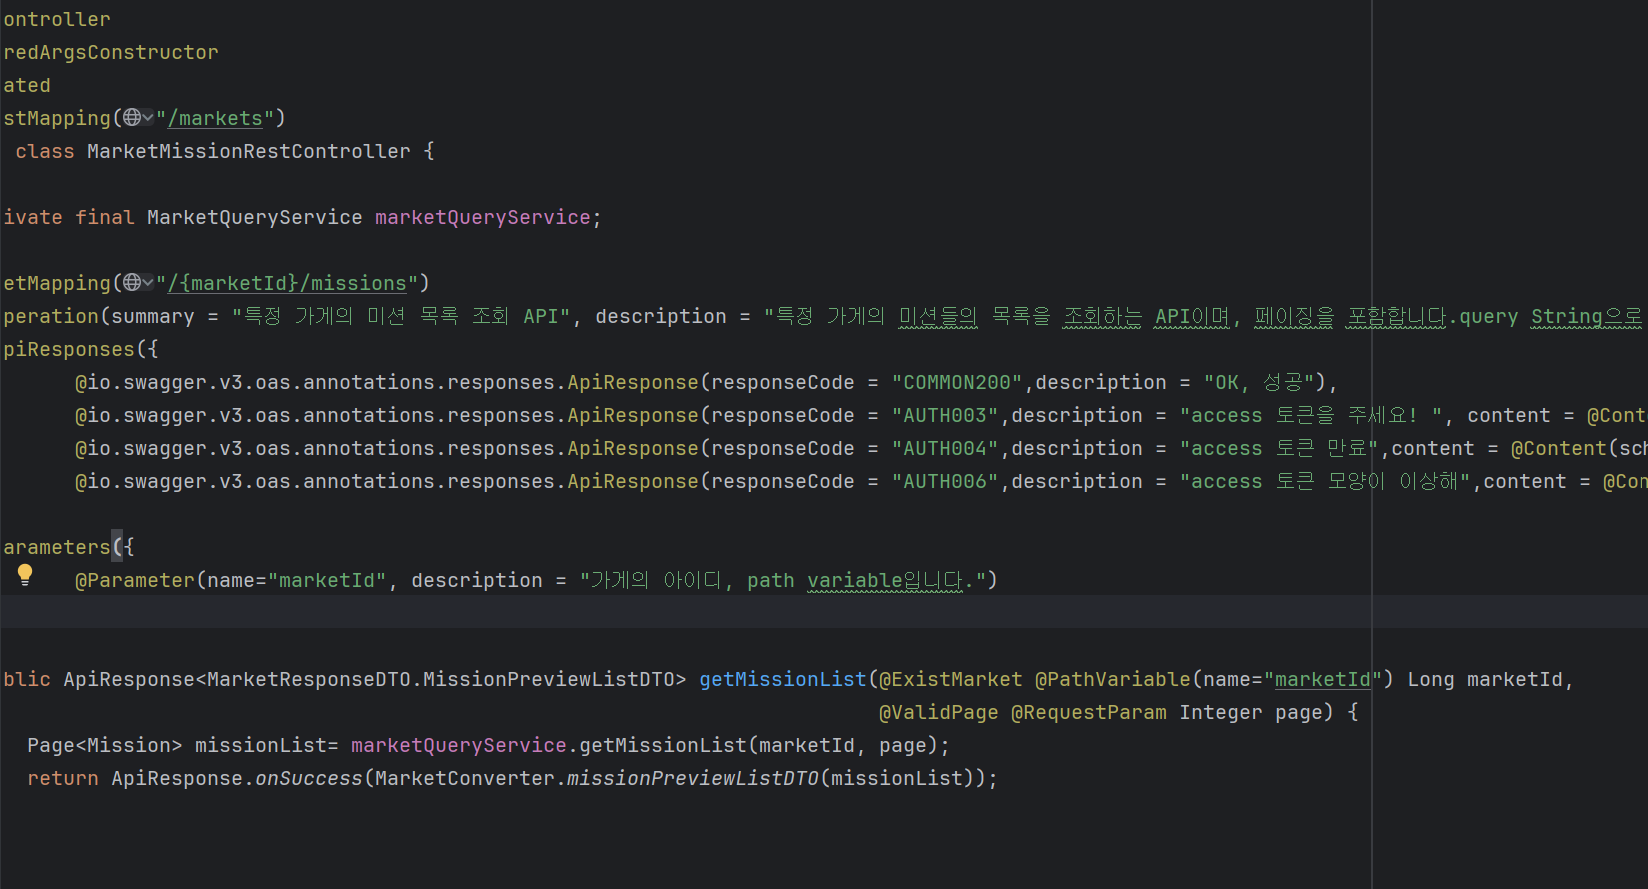 ontroller
redArgsConstructor
ated
stMapping("/markets")
class MarketMissionRestController {
ivate final MarketQueryService marketQueryService;
etMapping("/{marketId}/missions")
peration(summary = "특정 가게의 미션 목록 조회 API", description = "특정 가게의 미션들의 목록을 조회하는 API이며, 페이징을 포함합니다.query String으로
piResponses({
@io.swagger.v3.oas.annotations.responses.ApiResponse(responseCode = "COMMON200",description = "OK, 성공"),
@io.swagger.v3.oas.annotations.responses.ApiResponse(responseCode = "AUTH003",description = "access 토큰을 주세요! ", content = @Cont
@io.swagger.v3.oas.annotations.responses.ApiResponse(responseCode = "AUTH004",description = "access 토큰 만료",content = @Content(sch
@io.swagger.v3.oas.annotations.responses.ApiResponse(responseCode = "AUTH006",description = "access 토큰 모양이 이상해",content = @Con
arameters({
@Parameter(name="marketId", description = "가게의 아이디, path variable입니다.")
blic ApiResponse<MarketResponseDTO.MissionPreviewListDTO> getMissionList(@ExistMarket @PathVariable(name="marketId") Long marketId,
@ValidPage @RequestParam Integer page) {
Page<Mission> missionList= marketQueryService.getMissionList(marketId, page);
return ApiResponse.onSuccess(MarketConverter.missionPreviewListDTO(missionList));